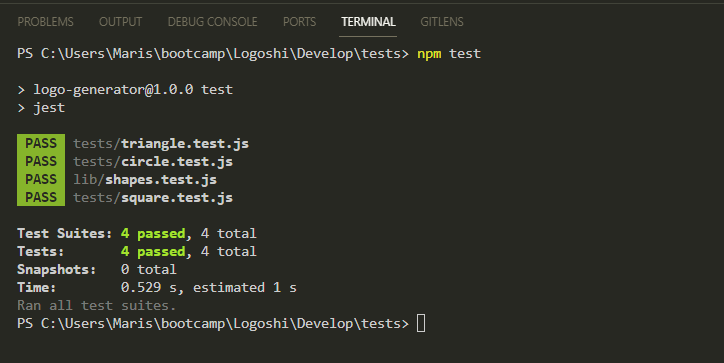 PROBLEMS OUTPUT DEBUG CONSOLE PORTS TERMINAL GITLENS
PS C:\Users\Maris\bootcamp\Logoshi\Develop\tests> npm test
> logo-generator@1.0.0 test
> jest
PASS tests/triangle.test.js
PASS tests/circle.test.js
PASS lib/shapes.test.js
PASS tests/square.test.js
Test Suites: 4 passed, 4 total
Tests: 4 passed, 4 total
Snapshots: 0 total
Time: 0.529 s, estimated 1 s
Ran all test suites.
PS C:\Users\Maris\bootcamp\Logoshi\Develop\tests>